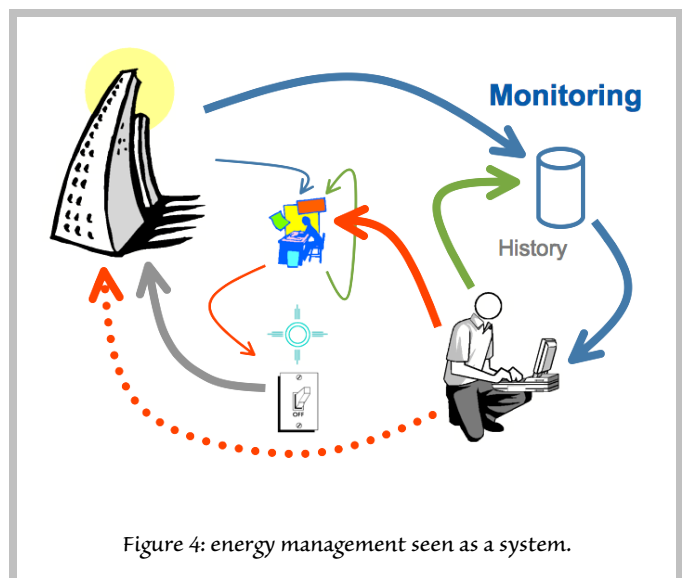 Monitoring
History
OFF
Figure 4: energy management seen as a system.